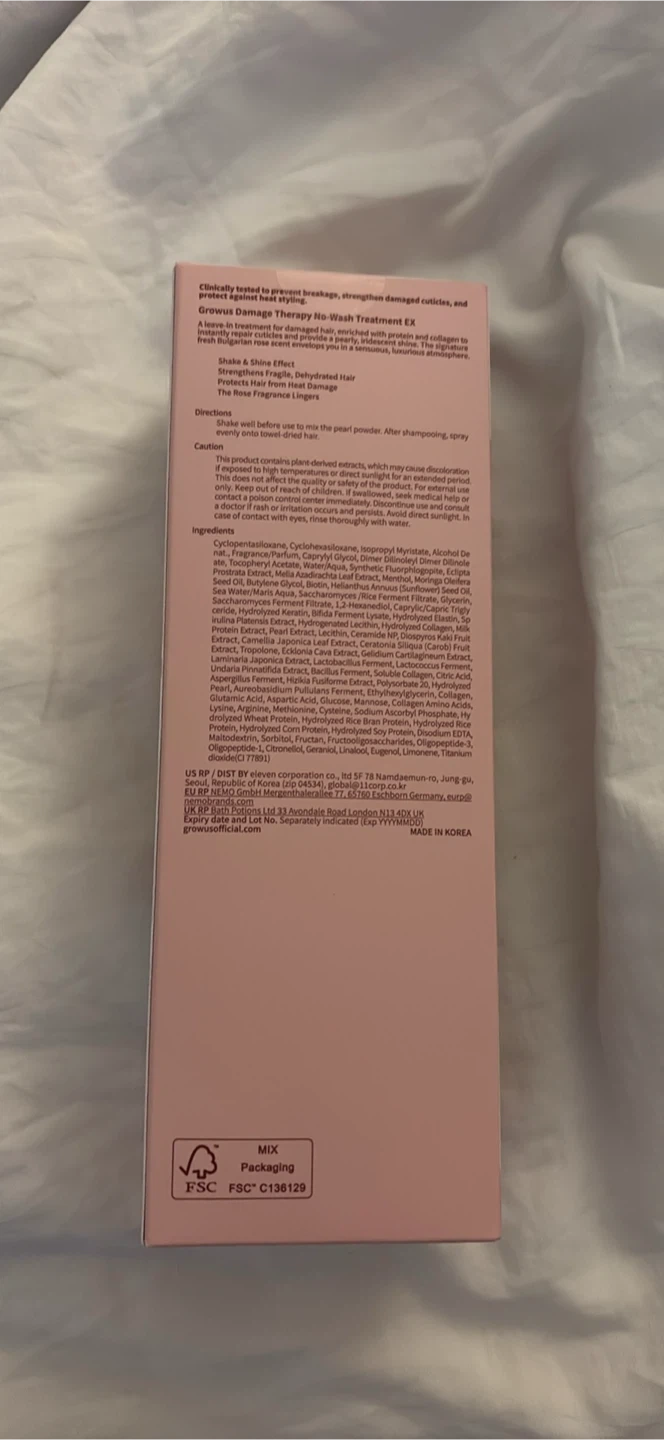 Clinically tested to prevent breakage, strengthen damaged cuticles, and
protect against heat styling.
Growus Damage Therapy No-Wash Treatment EX
A leave-in treatment for damaged hair, enriched with protein and collagen to
instantly repair cuticles and provide a pearly, iridescent shine. The signature
fresh Bulgarian rose scent envelops you in a sensuous, luxurious atmosphere.
Shake & Shine Effect
Strengthens Fragile, Dehydrated Hair
Protects Hair from Heat Damage
The Rose Fragrance Lingers
Directions
Shake well before use to mix the pearl powder. After shampooing, spray
evenly onto towel-dried hair.
Caution
This product contains plant-derived extracts, which may cause discoloration
if exposed to high temperatures or direct sunlight for an extended period.
This does not affect the quality or safety of the product. For external use
only. Keep out of reach of children. If swallowed, seek medical help or
contact a poison control center immediately. Discontinue use and consult
a doctor if rash or irritation occurs and persists. Avoid direct sunlight. In
case of contact with eyes, rinse thoroughly with water.
Ingredients
Cyclopentasiloxane, Cyclohexasiloxane, Isopropyl Myristate, Alcohol De
nat., Fragrance/Parfum, Caprylyl Glycol, Dimer Dilinoleyl Dimer Dilinole
ate, Tocopheryl Acetate, Water/Aqua, Synthetic Fluorphlogopite, Eclipta
Prostrata Extract, Melia Azadirachta Leaf Extract, Menthol, Moringa Oleifera
Seed Oil, Butylene Glycol, Biotin, Helianthus Annuus (Sunflower) Seed Oil,
Sea Water/Maris Aqua, Saccharomyces /Rice Ferment Filtrate, Glycerin,
Saccharomyces Ferment Filtrate, 1,2-Hexanediol, Caprylic/Capric Trigly
ceride, Hydrolyzed Keratin, Bifida Ferment Lysate, Hydrolyzed Elastin, Sp
irulina Platensis Extract, Hydrogenated Lecithin, Hydrolyzed Collagen, Milk
Protein Extract, Pearl Extract, Lecithin, Ceramide NP, Diospyros Kaki Fruit
Extract, Camellia Japonica Leaf Extract, Ceratonia Siliqua (Carob) Fruit
Extract, Tropolone, Ecklonia Cava Extract, Gelidium Cartilagineum Extract,
Laminaria Japonica Extract, Lactobacillus Ferment, Lactococcus Ferment,
Undaria Pinnatifida Extract, Bacillus Ferment, Soluble Collagen, Citric Acid,
Aspergillus Ferment, Hizikia Fusiforme Extract, Polysorbate 20, Hydrolyzed
Pearl, Aureobasidium Pullulans Ferment, Ethylhexylglycerin, Collagen,
Glutamic Acid, Aspartic Acid, Glucose, Mannose, Collagen Amino Acids,
Lysine, Arginine, Methionine, Cysteine, Sodium Ascorbyl Phosphate, Hy
drolyzed Wheat Protein, Hydrolyzed Rice Bran Protein, Hydrolyzed Rice
Protein, Hydrolyzed Corn Protein, Hydrolyzed Soy Protein, Disodium EDTA,
Maltodextrin, Sorbitol, Fructan, Fructooligosaccharides, Oligopeptide-3,
Oligopeptide-1, Citronellol, Geraniol, Linalool, Eugenol, Limonene, Titanium
dioxide(CI 77891)
US RP / DIST BY eleven corporation co., ltd 5F 78 Namdaemun-ro, Jung-gu,
Seoul, Republic of Korea (zip 04534), global@11corp.co.kr
EU RP NEMO GmbH Mergenthalerallee 77, 65760 Eschborn Germany, eurp@
nemobrands.com
UK RP Bath Potions Ltd 33 Avondale Road London N13 4DX UK
Expiry date and Lot No. Separately indicated (Exp YYYYMMDD)
growusofficial.com MADE IN KOREA
MIX
Packaging
FSC FSC™ C136129